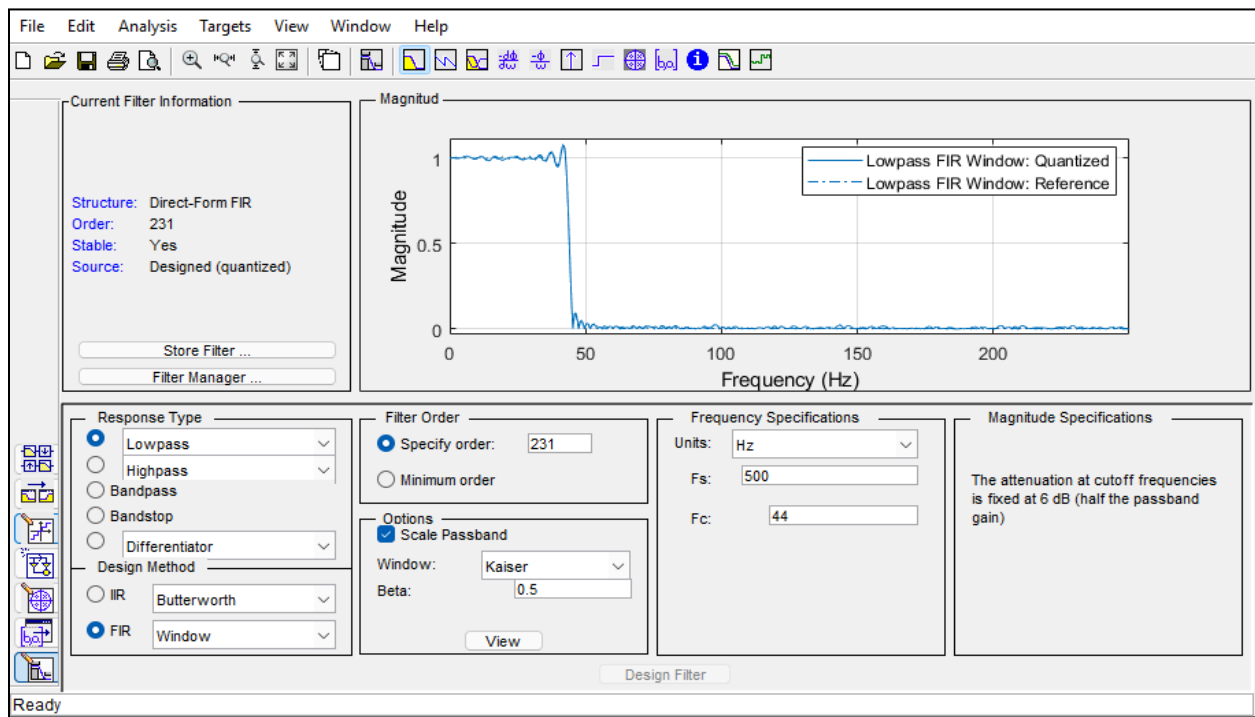 File Edit Analysis Targets View Window Help
Current Filter Information
Structure: Direct-Form FIR
Order: 231
Stable: Yes
Source: Designed (quantized)
Store Filter ...
Filter Manager ...
Magnitud
Magnitude
1
0.5
0
Lowpass FIR Window: Quantized
Lowpass FIR Window: Reference
0 50 100 150 200
Frequency (Hz)
Response Type
Lowpass
Highpass
Bandpass
Bandstop
Differentiator
Design Method
IIR Butterworth
FIR Window
Filter Order
Specify order: 231
Minimum order
Options
Scale Passband
Window: Kaiser
Beta: 0.5
View
Frequency Specifications
Units: Hz
Fs: 500
Fc: 44
Magnitude Specifications
The attenuation at cutoff frequencies
is fixed at 6 dB (half the passband
gain)
Design Filter
Ready